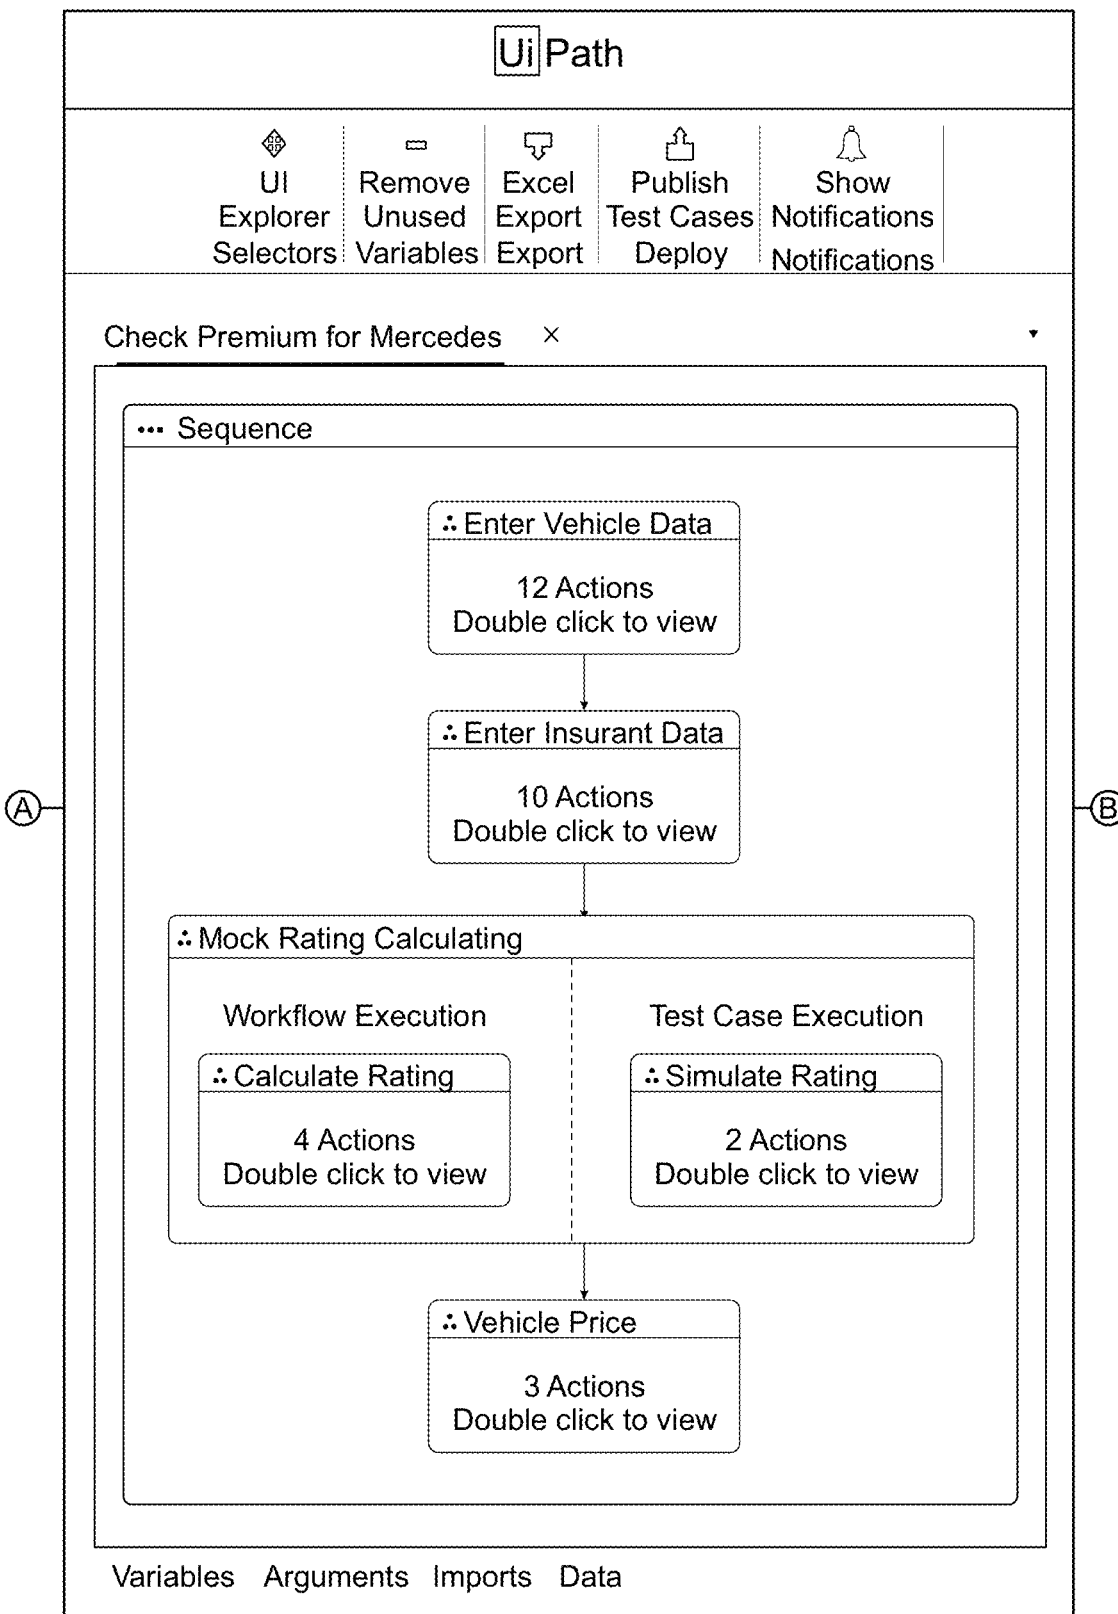 Ui Path
UI Explorer Selectors
Remove Unused Variables
Excel Export Export
Publish Test Cases Deploy
Show Notifications Notifications
Check Premium for Mercedes ×
Sequence
Enter Vehicle Data
12 Actions
Double click to view
Enter Insurant Data
10 Actions
Double click to view
A
B
Mock Rating Calculating
Workflow Execution
Calculate Rating
4 Actions
Double click to view
Test Case Execution
Simulate Rating
2 Actions
Double click to view
Vehicle Price
3 Actions
Double click to view
Variables Arguments Imports Data